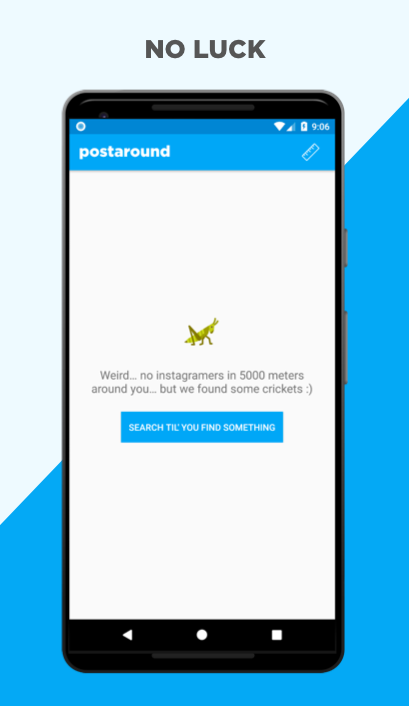 NO LUCK
9:06
postaround
Weird... no instagramers in 5000 meters
around you... but we found some crickets :)
SEARCH TIL' YOU FIND SOMETHING